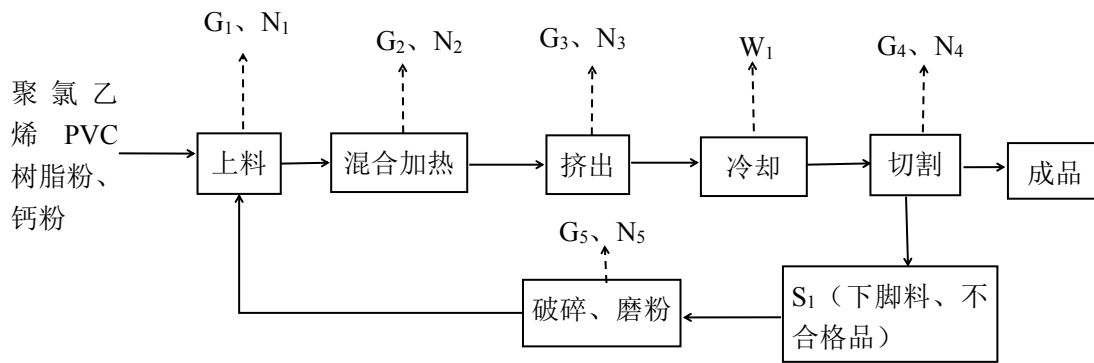 G₁、N₁
G₂、N₂
G₃、N₃
W₁
G₄、N₄
聚氯乙
烯 PVC
树脂粉、
钙粉
上料
混合加热
挤出
冷却
切割
成品
G₅、N₅
破碎、磨粉
S₁（下脚料、不
合格品）